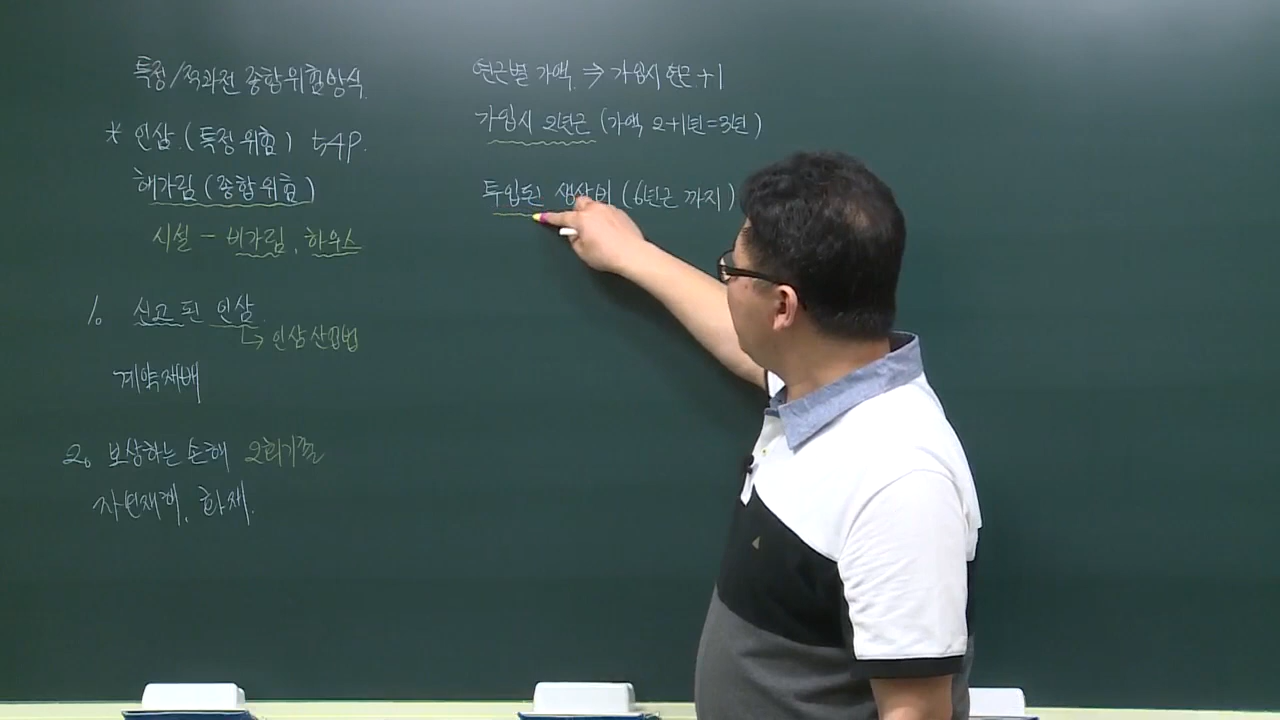 특정/적과전 종합위험방식
* 인삼 (특정위험) tAP.
해가림 (종합위험)
시설 - 비가림, 하우스
1. 신고 된 인삼
↳ 인삼산업법
계약재배
2. 보상하는 손해 2회기출
자연재해, 화재.
연근별 가액 ⇒ 가입시 연근 +1
가입시 2년근 (가액 2+1년=3년)
투입된 생산비 (6년근 까지)